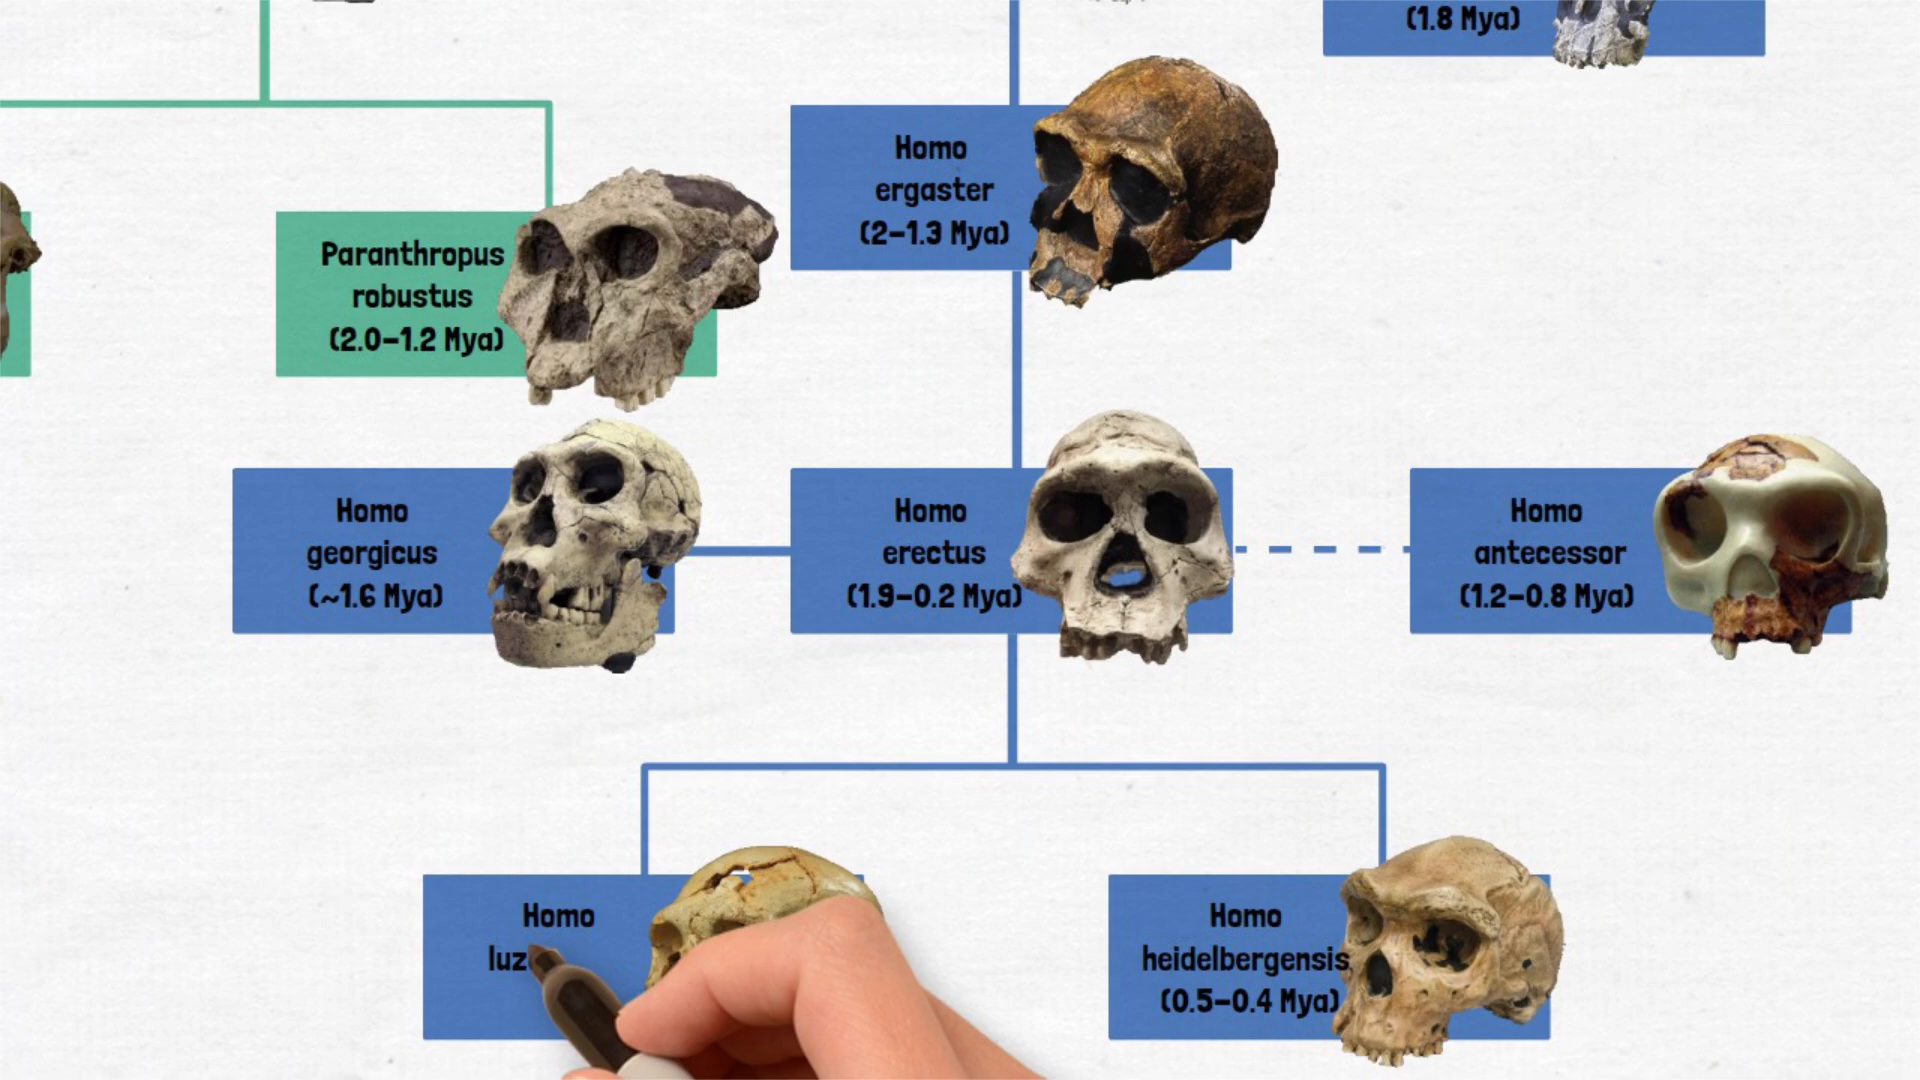 (1.8 Mya)
Homo
ergaster
(2–1.3 Mya)
Paranthropus
robustus
(2.0–1.2 Mya)
Homo
georgicus
(~1.6 Mya)
Homo
erectus
(1.9–0.2 Mya)
Homo
antecessor
(1.2–0.8 Mya)
Homo
luz
Homo
heidelbergensis
(0.5–0.4 Mya)